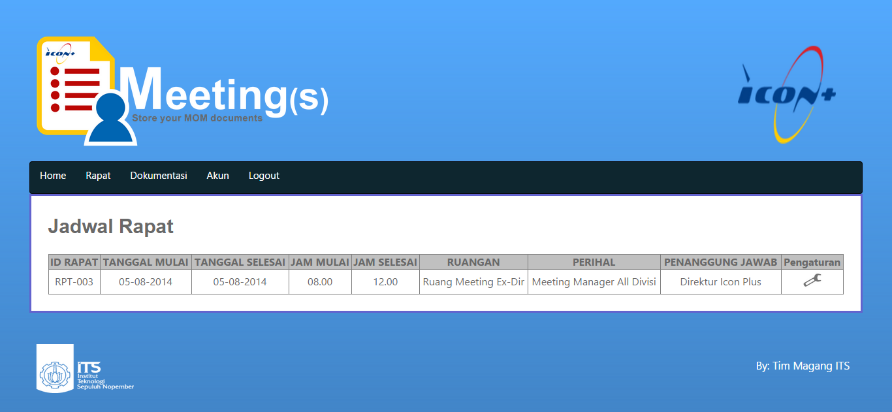 icon+
Meeting(s)
Store your MOM documents
icon+
Home Rapat Dokumentasi Akun Logout
Jadwal Rapat
ID RAPAT TANGGAL MULAI TANGGAL SELESAI JAM MULAI JAM SELESAI RUANGAN PERIHAL PENANGGUNG JAWAB Pengaturan
RPT-003 05-08-2014 05-08-2014 08.00 12.00 Ruang Meeting Ex-Dir Meeting Manager All Divisi Direktur Icon Plus
iTS
Institut
Teknologi
Sepuluh Nopember
By: Tim Magang ITS